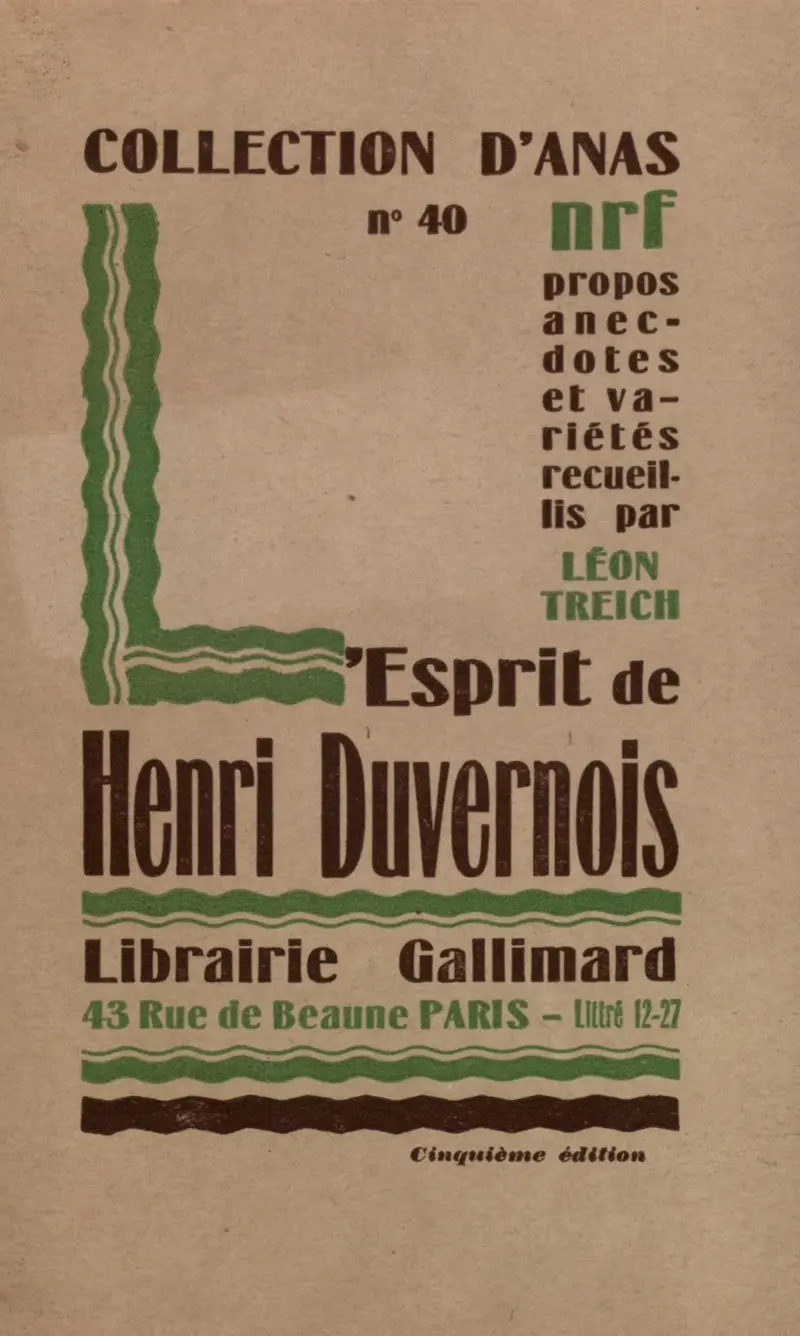 COLLECTION D'ANAS
nº 40 nrf
propos
anec-
dotes
et va-
riétés
recueil-
lis par
LÉON
TREICH
L'Esprit de
Henri Duvernois
Librairie Gallimard
43 Rue de Beaune PARIS – Littré 12-27
Cinquième édition